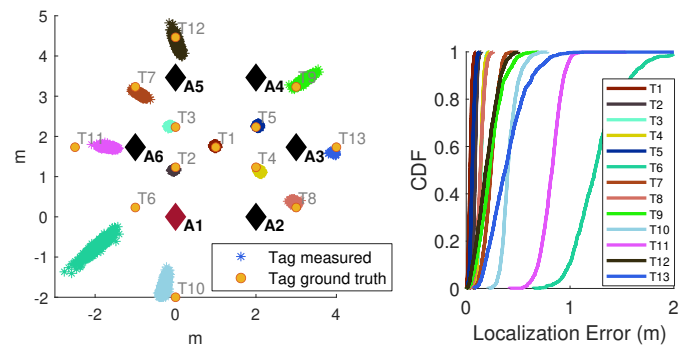 5
4
3
2
1
0
-1
-2
m
-2
0
2
4
m
T12
T7
T9
A5
A4
T3
T5
T11
T1
T13
A6
A3
T2
T4
T6
T8
A1
A2
T10
Tag measured
Tag ground truth
1
0.8
0.6
0.4
0.2
0
CDF
0
1
2
Localization Error (m)
T1
T2
T3
T4
T5
T6
T7
T8
T9
T10
T11
T12
T13